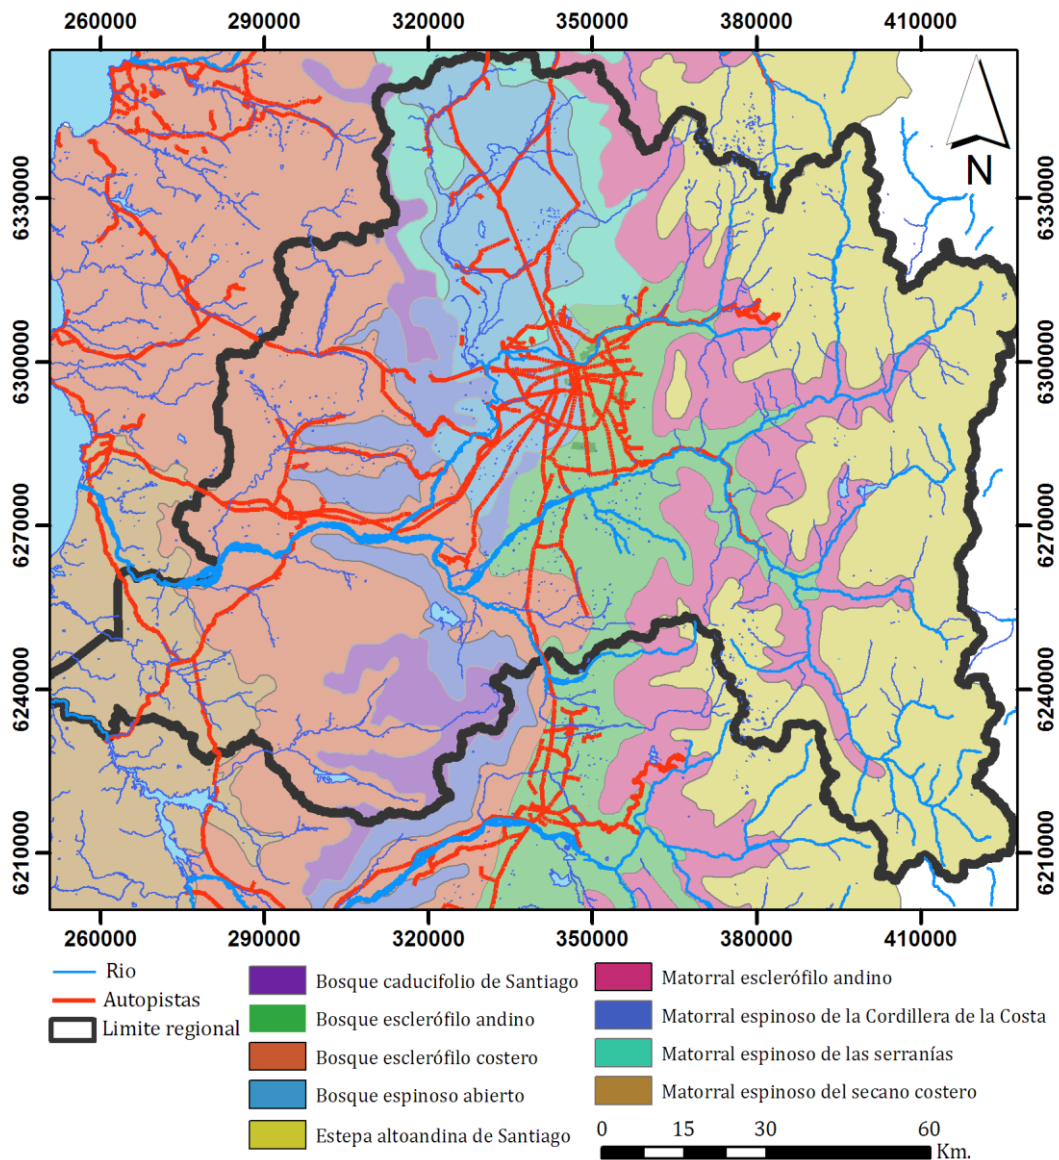 260000 290000 320000 350000 380000 410000
N
6330000 6330000
6300000 6300000
6270000 6270000
6240000 6240000
6210000 6210000
260000 290000 320000 350000 380000 410000
Rio
Autopistas
Limite regional
Bosque caducifolio de Santiago
Bosque esclerófilo andino
Bosque esclerófilo costero
Bosque espinoso abierto
Estepa altoandina de Santiago
Matorral esclerófilo andino
Matorral espinoso de la Cordillera de la Costa
Matorral espinoso de las serranías
Matorral espinoso del secano costero
0 15 30 60
Km.